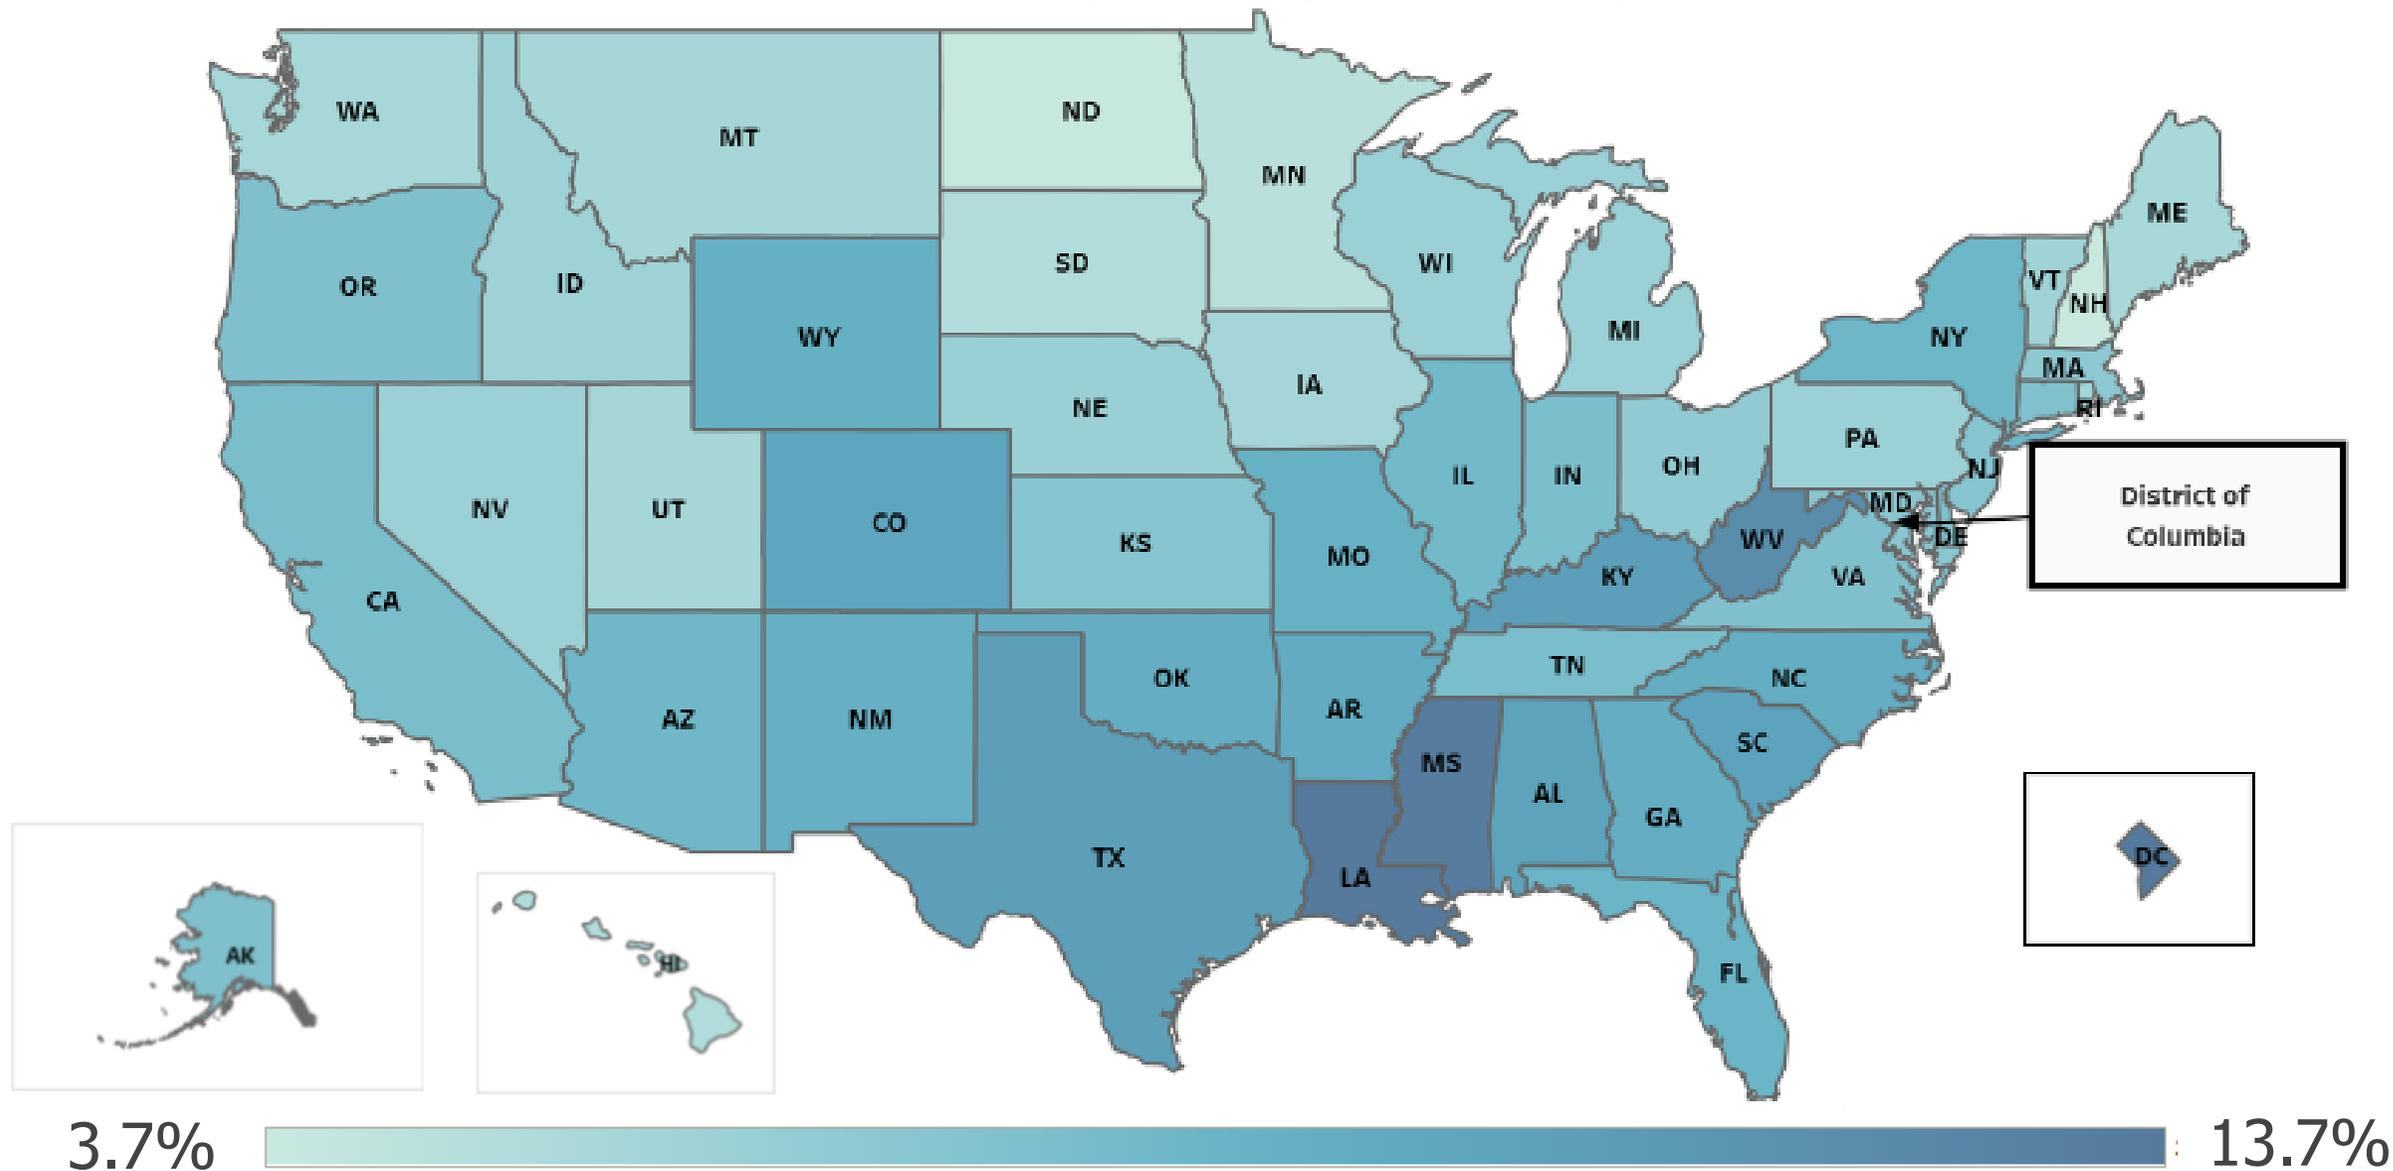 WA
MT
ND
MN
ME
SD
WI
OR
ID
VT
NH
WY
MI
NY
MA
IA
NE
RI
PA
OH
IL
IN
NJ
NV
UT
CO
KS
MO
WV
MD
DE
District of
Columbia
KY
VA
CA
TN
OK
NC
AZ
NM
AR
SC
MS
AL
GA
TX
LA
DC
FL
AK
HI
3.7%
13.7%